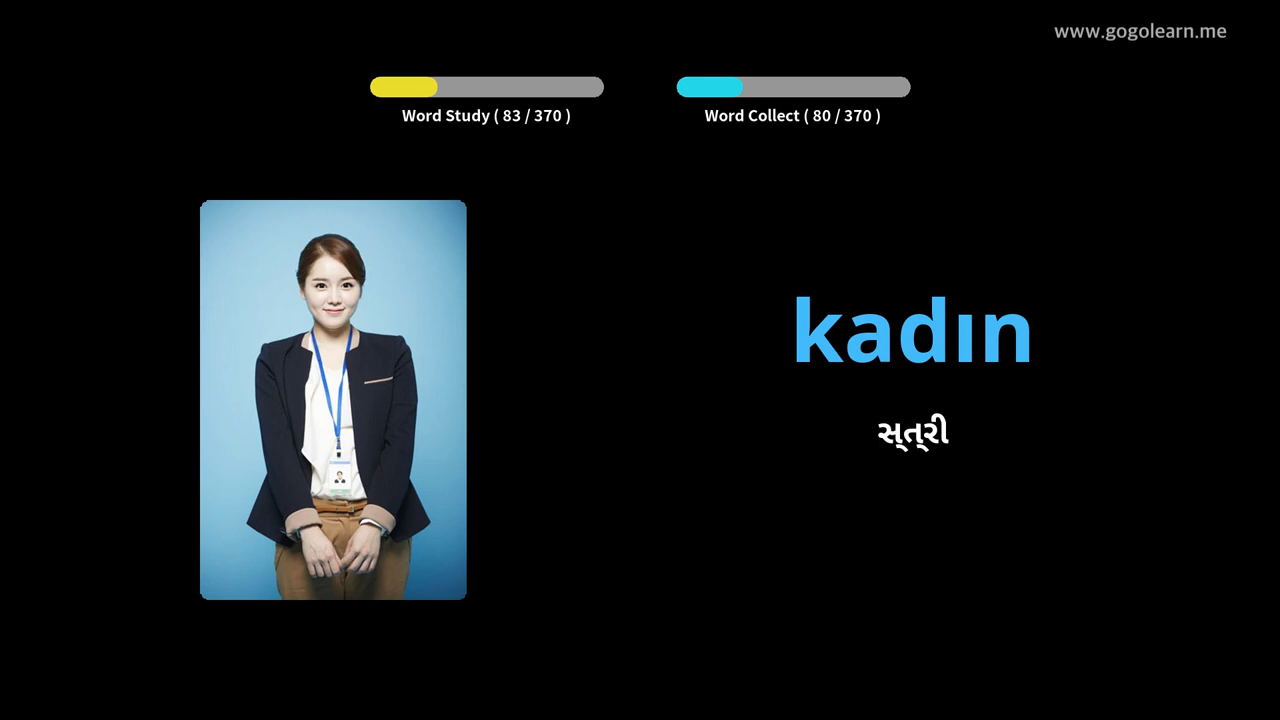 www.gogolearn.me
Word Study ( 83 / 370 )
Word Collect ( 80 / 370 )
kadın
સ્ત્રી